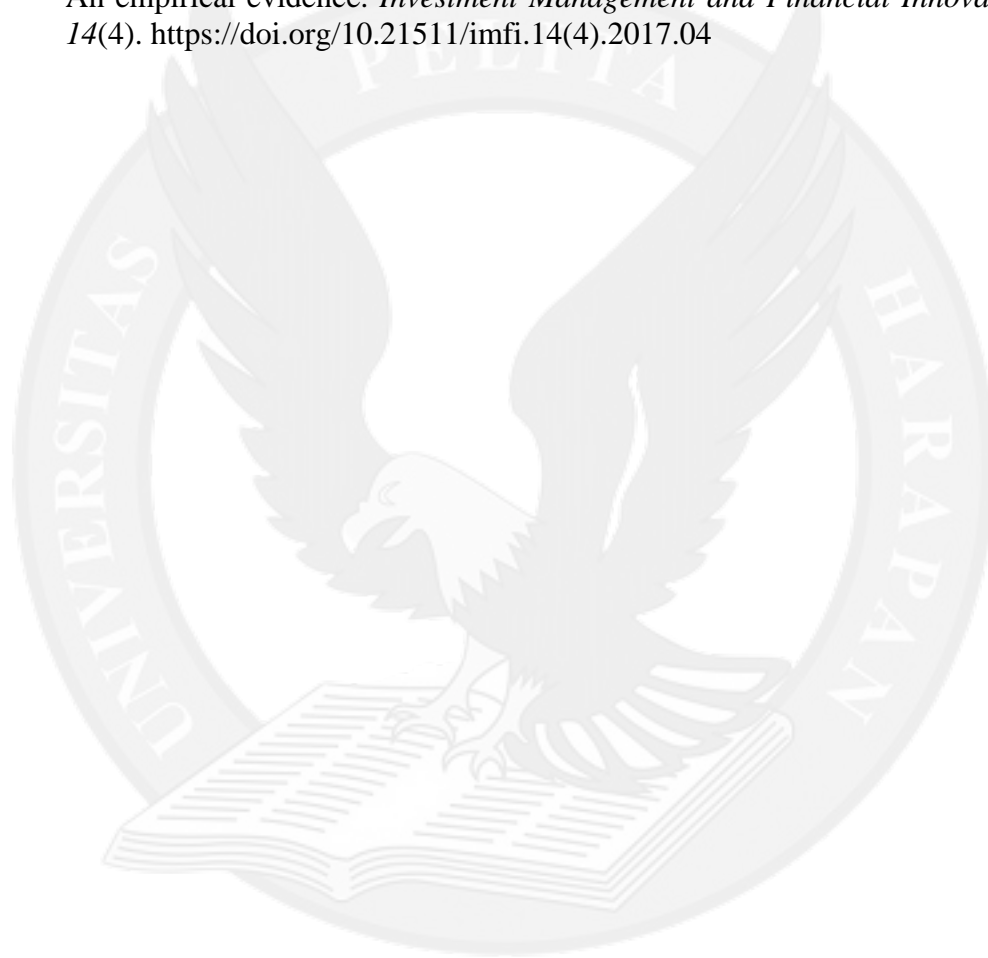 An empirical evidence. Investment Management and Financial Innova
14(4). https://doi.org/10.21511/imfi.14(4).2017.04
UNIVERSITAS PELITA HARAPAN